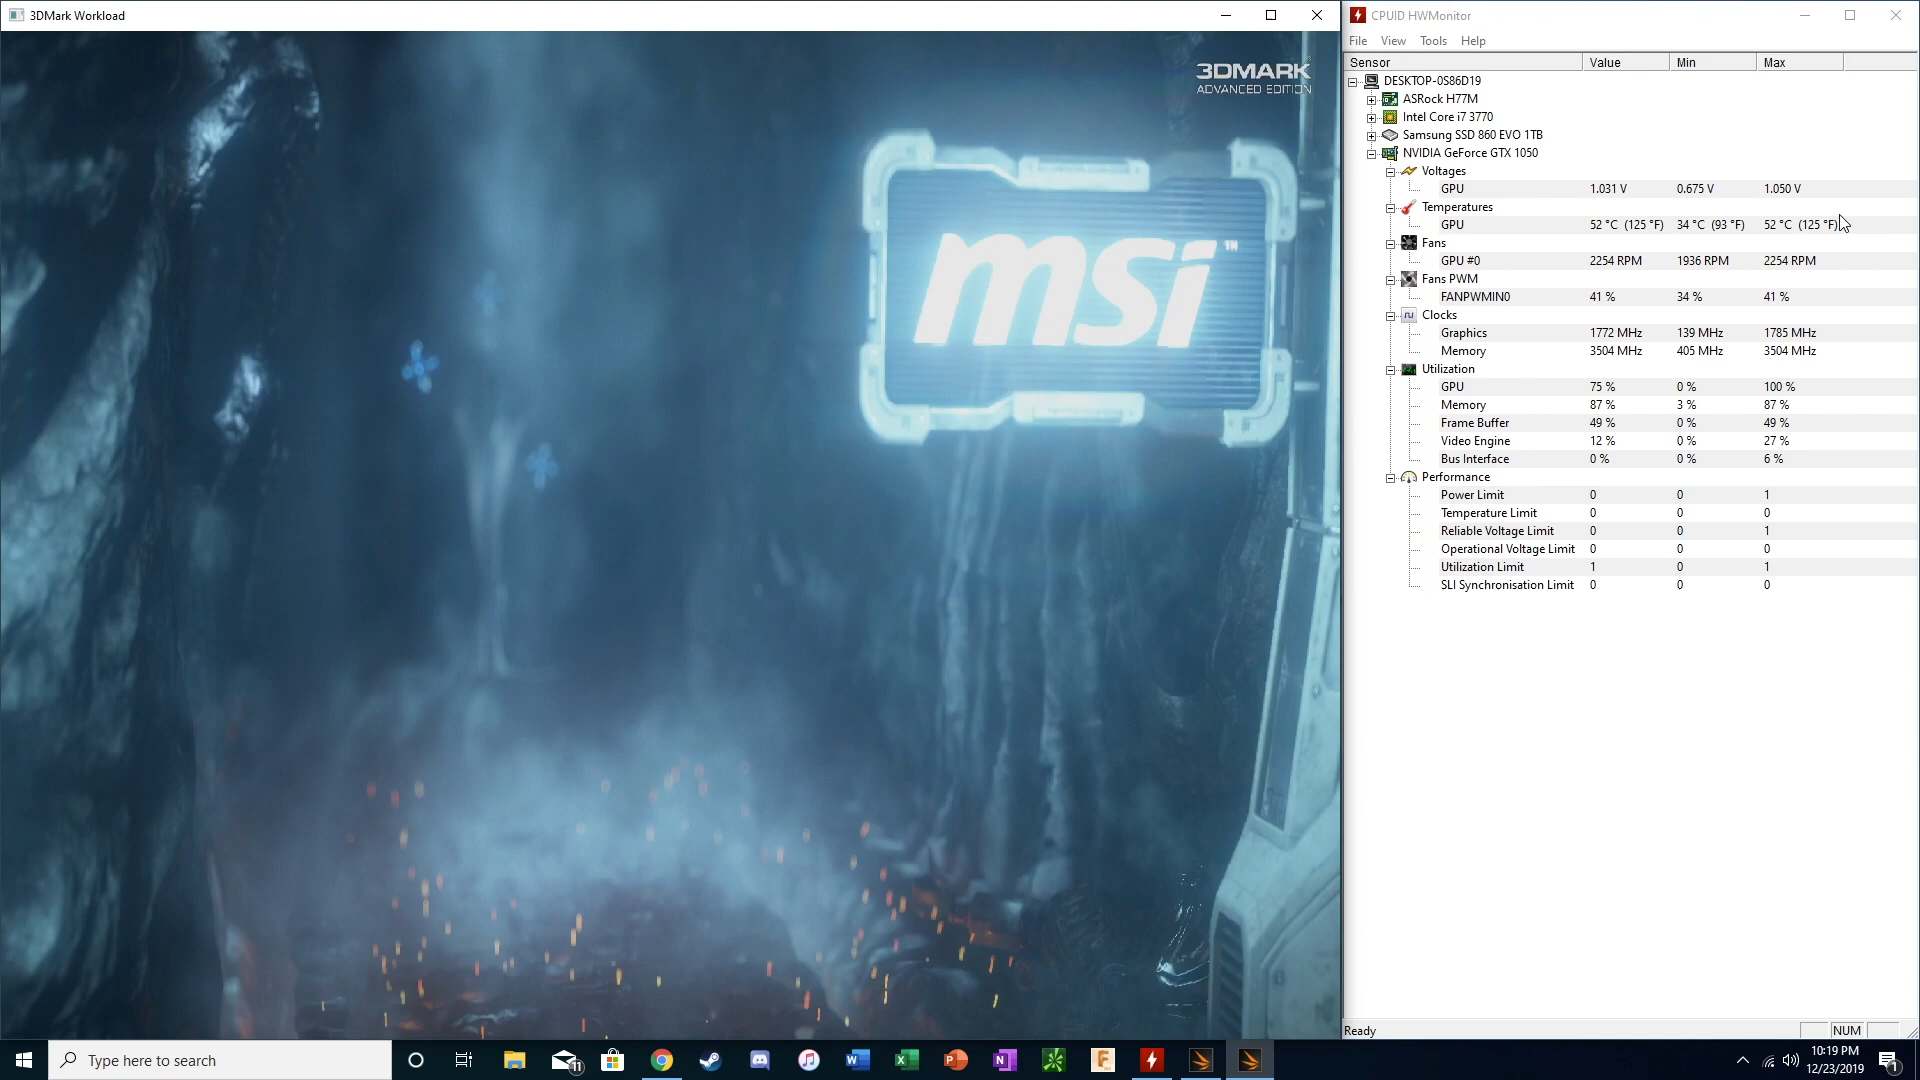 3DMark Workload
3DMARK
ADVANCED EDITION
msi™
CPUID HWMonitor
File View Tools Help
Sensor Value Min Max
DESKTOP-0S86D19
ASRock H77M
Intel Core i7 3770
Samsung SSD 860 EVO 1TB
NVIDIA GeForce GTX 1050
Voltages
GPU 1.031 V 0.675 V 1.050 V
Temperatures
GPU 52 °C (125 °F) 34 °C (93 °F) 52 °C (125 °F)
Fans
GPU #0 2254 RPM 1936 RPM 2254 RPM
Fans PWM
FANPWMIN0 41 % 34 % 41 %
Clocks
Graphics 1772 MHz 139 MHz 1785 MHz
Memory 3504 MHz 405 MHz 3504 MHz
Utilization
GPU 75 % 0 % 100 %
Memory 87 % 3 % 87 %
Frame Buffer 49 % 0 % 49 %
Video Engine 12 % 0 % 27 %
Bus Interface 0 % 0 % 6 %
Performance
Power Limit 0 0 1
Temperature Limit 0 0 0
Reliable Voltage Limit 0 0 1
Operational Voltage Limit 0 0 0
Utilization Limit 1 0 1
SLI Synchronisation Limit 0 0 0
Ready NUM
Type here to search
11
10:19 PM
12/23/2019
1